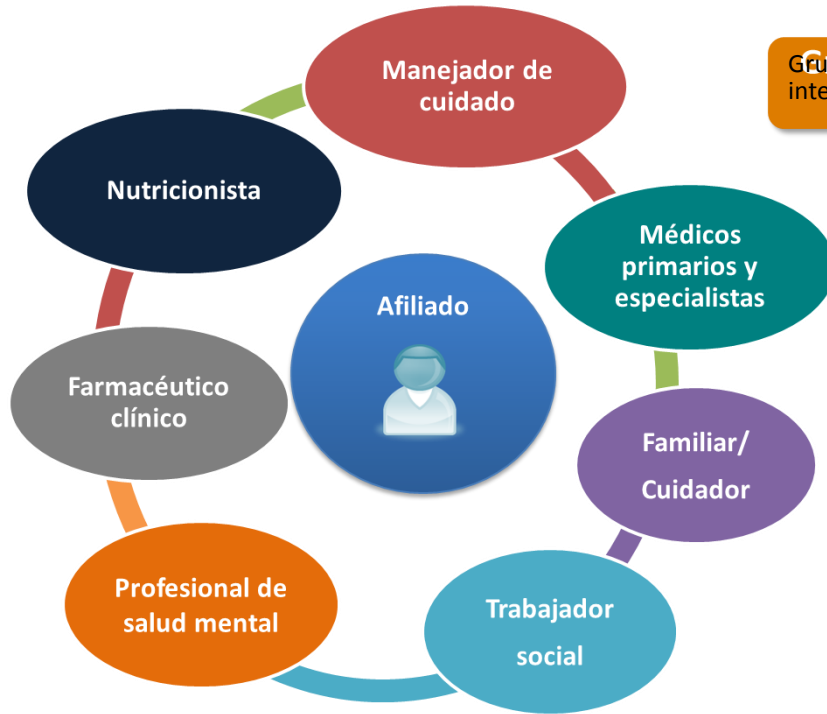 Manejador de
cuidado
Médicos
primarios y
especialistas
Familiar/
Cuidador
Trabajador
social
Profesional de
salud mental
Farmacéutico
clínico
Nutricionista
Afiliado